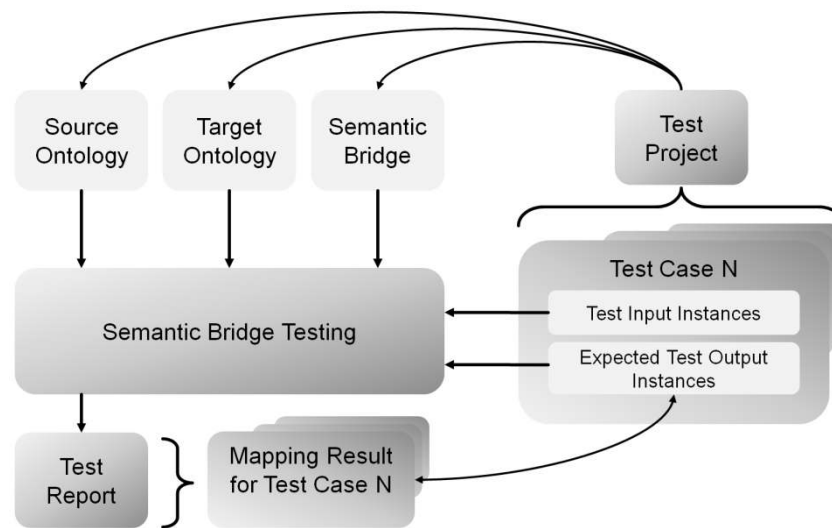 Source
Ontology
Target
Ontology
Semantic
Bridge
Test
Project
Test Case N
Test Input Instances
Expected Test Output
Instances
Semantic Bridge Testing
Test
Report
Mapping Result
for Test Case N